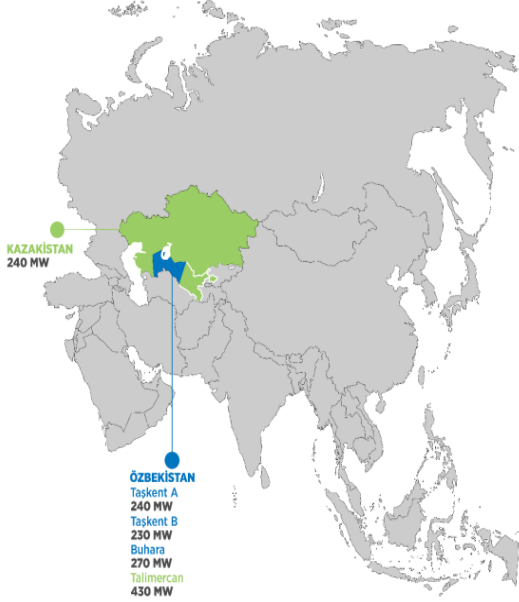 KAZAKİSTAN
240 MW
ÖZBEKİSTAN
Taşkent A
240 MW
Taşkent B
230 MW
Buhara
270 MW
Talimercan
430 MW